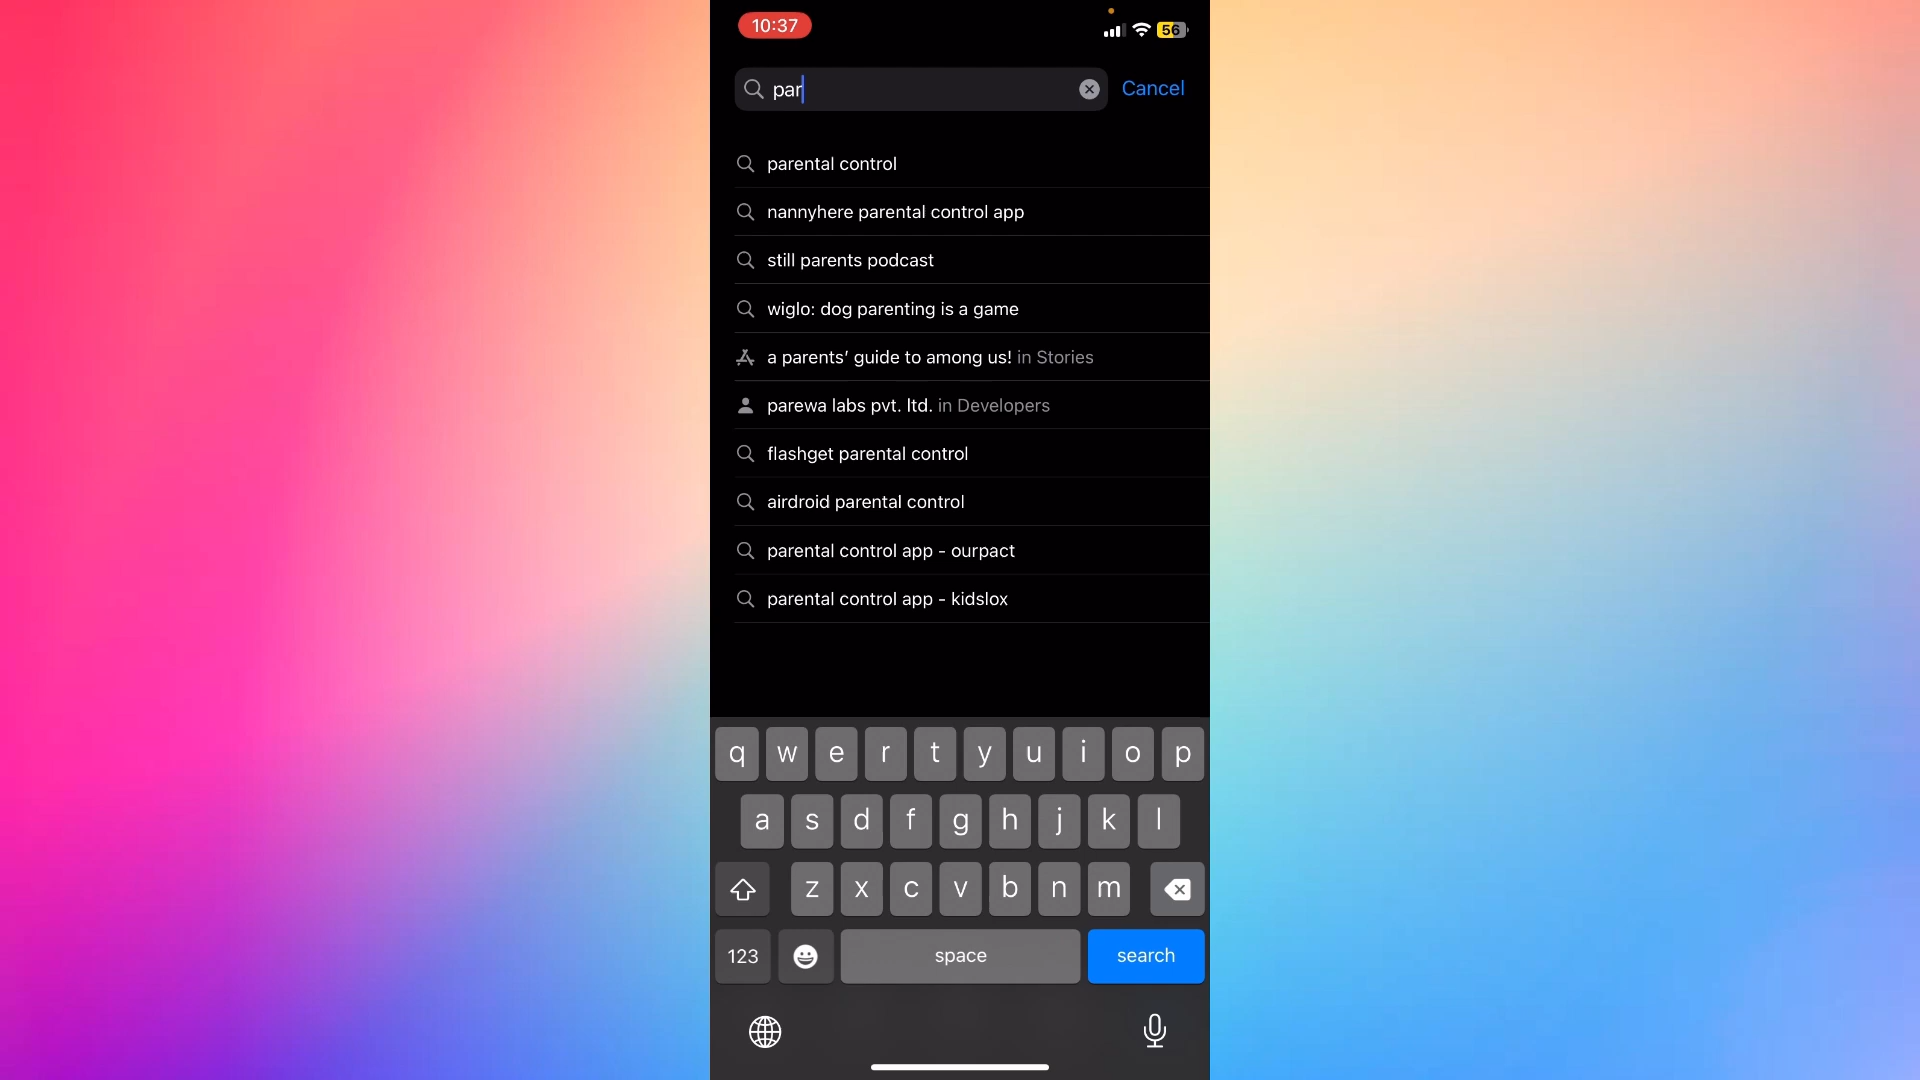 10:37
56
par
Cancel
parental control
nannyhere parental control app
still parents podcast
wiglo: dog parenting is a game
a parents’ guide to among us! in Stories
parewa labs pvt. ltd. in Developers
flashget parental control
airdroid parental control
parental control app - ourpact
parental control app - kidslox
q w e r t y u i o p
a s d f g h j k l
z x c v b n m
123 space search